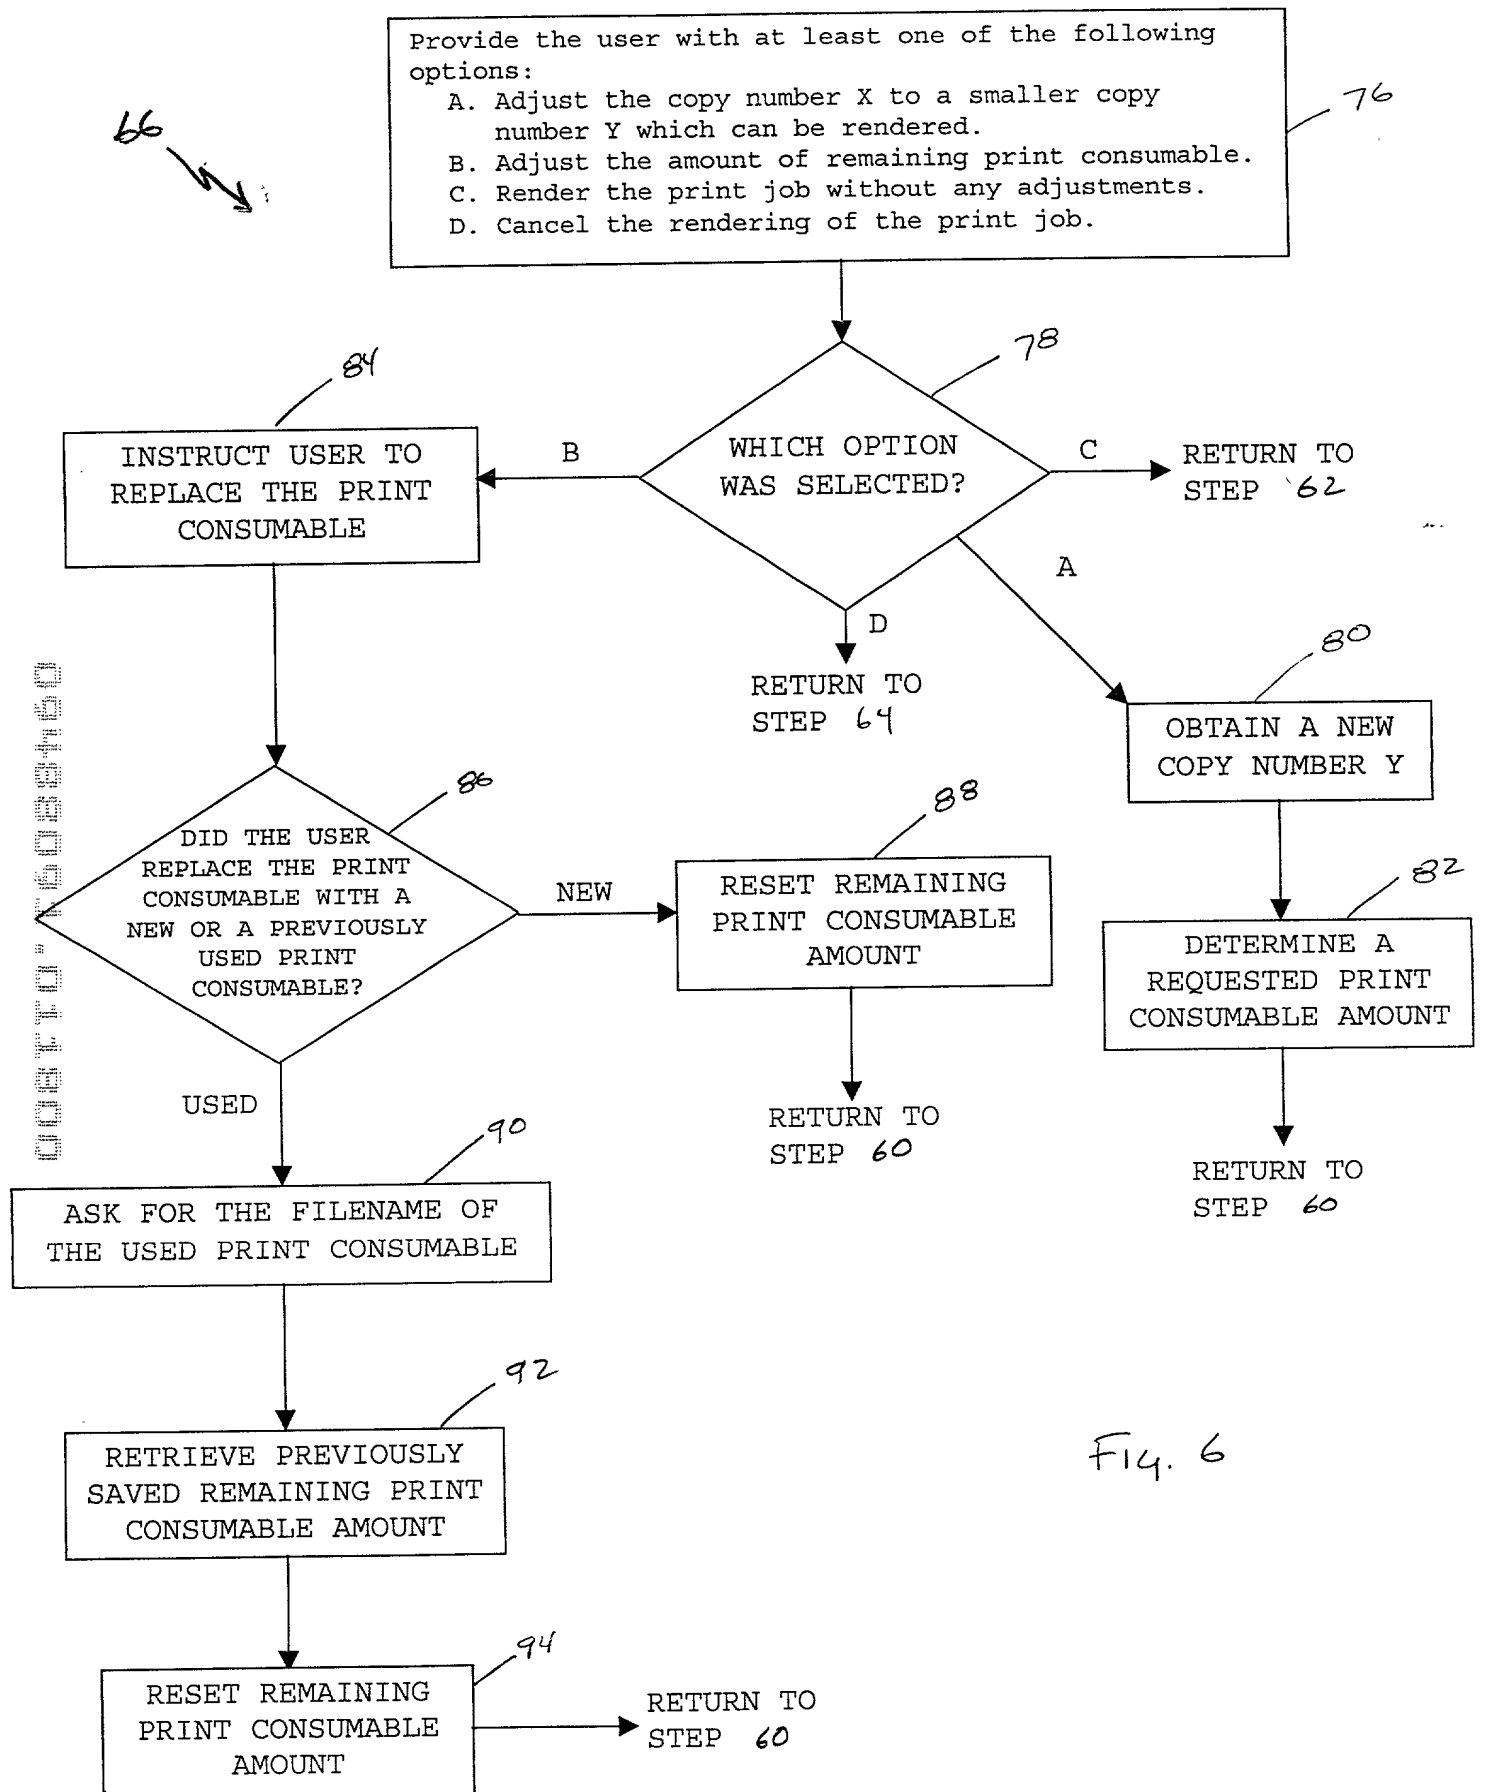 Provide the user with at least one of the following
options:
A. Adjust the copy number X to a smaller copy
number Y which can be rendered.
B. Adjust the amount of remaining print consumable.
C. Render the print job without any adjustments.
D. Cancel the rendering of the print job.
76
66
78
84
WHICH OPTION
WAS SELECTED?
B
C
RETURN TO
STEP 62
INSTRUCT USER TO
REPLACE THE PRINT
CONSUMABLE
A
D
RETURN TO
STEP 64
80
OBTAIN A NEW
COPY NUMBER Y
86
DID THE USER
REPLACE THE PRINT
CONSUMABLE WITH A
NEW OR A PREVIOUSLY
USED PRINT
CONSUMABLE?
NEW
88
RESET REMAINING
PRINT CONSUMABLE
AMOUNT
82
DETERMINE A
REQUESTED PRINT
CONSUMABLE AMOUNT
USED
RETURN TO
STEP 60
RETURN TO
STEP 60
90
ASK FOR THE FILENAME OF
THE USED PRINT CONSUMABLE
92
RETRIEVE PREVIOUSLY
SAVED REMAINING PRINT
CONSUMABLE AMOUNT
Fig. 6
94
RESET REMAINING
PRINT CONSUMABLE
AMOUNT
RETURN TO
STEP 60